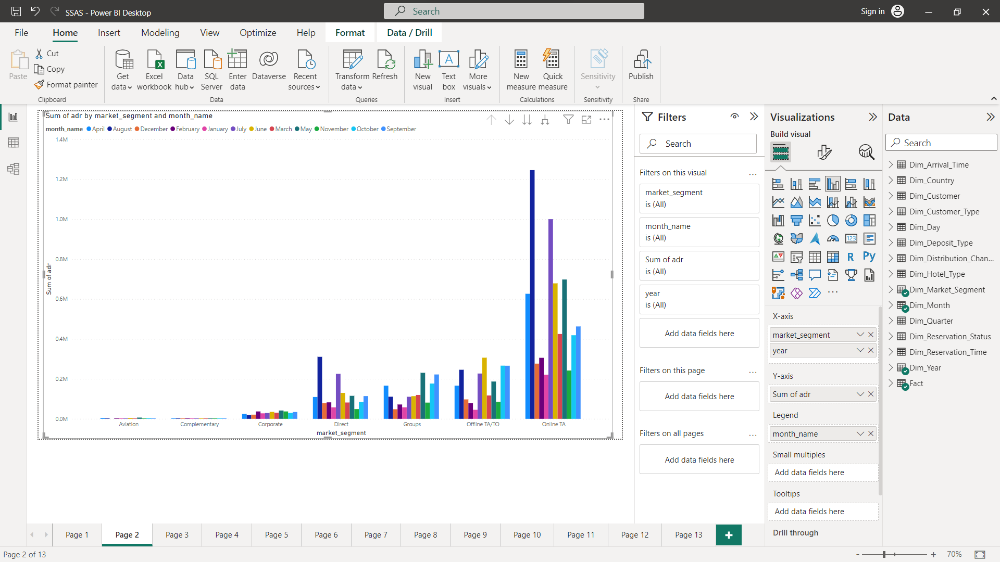 SSAS - Power BI Desktop
Search
Sign in
File
Home
Insert
Modeling
View
Optimize
Help
Format
Data / Drill
Paste
Cut
Copy
Format painter
Clipboard
Get
data
Excel
workbook
Data
hub
SQL
Server
Enter
data
Dataverse
Recent
sources
Data
Transform
data
Refresh
Queries
New
visual
Text
box
More
visuals
Insert
New
measure
Quick
measure
Calculations
Sensitivity
Sensitivity
Publish
Share
Sum of adr by market_segment and month_name
month_name April August December February January July June March May November October September
1.4M
1.2M
1.0M
0.8M
0.6M
0.4M
0.2M
0.0M
Sum of adr
Aviation
Complementary
Corporate
Direct
Groups
Offline TA/TO
Online TA
market_segment
Filters
Search
Filters on this visual
...
market_segment
is (All)
month_name
is (All)
Sum of adr
is (All)
year
is (All)
Add data fields here
Filters on this page
...
Add data fields here
Filters on all pages
...
Add data fields here
Visualizations
Build visual
123
R
Py
...
X-axis
market_segment
year
Y-axis
Sum of adr
Legend
month_name
Small multiples
Add data fields here
Tooltips
Add data fields here
Drill through
Data
Search
Dim_Arrival_Time
Dim_Country
Dim_Customer
Dim_Customer_Type
Dim_Day
Dim_Deposit_Type
Dim_Distribution_Chan...
Dim_Hotel_Type
Dim_Market_Segment
Dim_Month
Dim_Quarter
Dim_Reservation_Status
Dim_Reservation_Time
Dim_Year
Fact
Page 1
Page 2
Page 3
Page 4
Page 5
Page 6
Page 7
Page 8
Page 9
Page 10
Page 11
Page 12
Page 13
+
Page 2 of 13
- + 70%